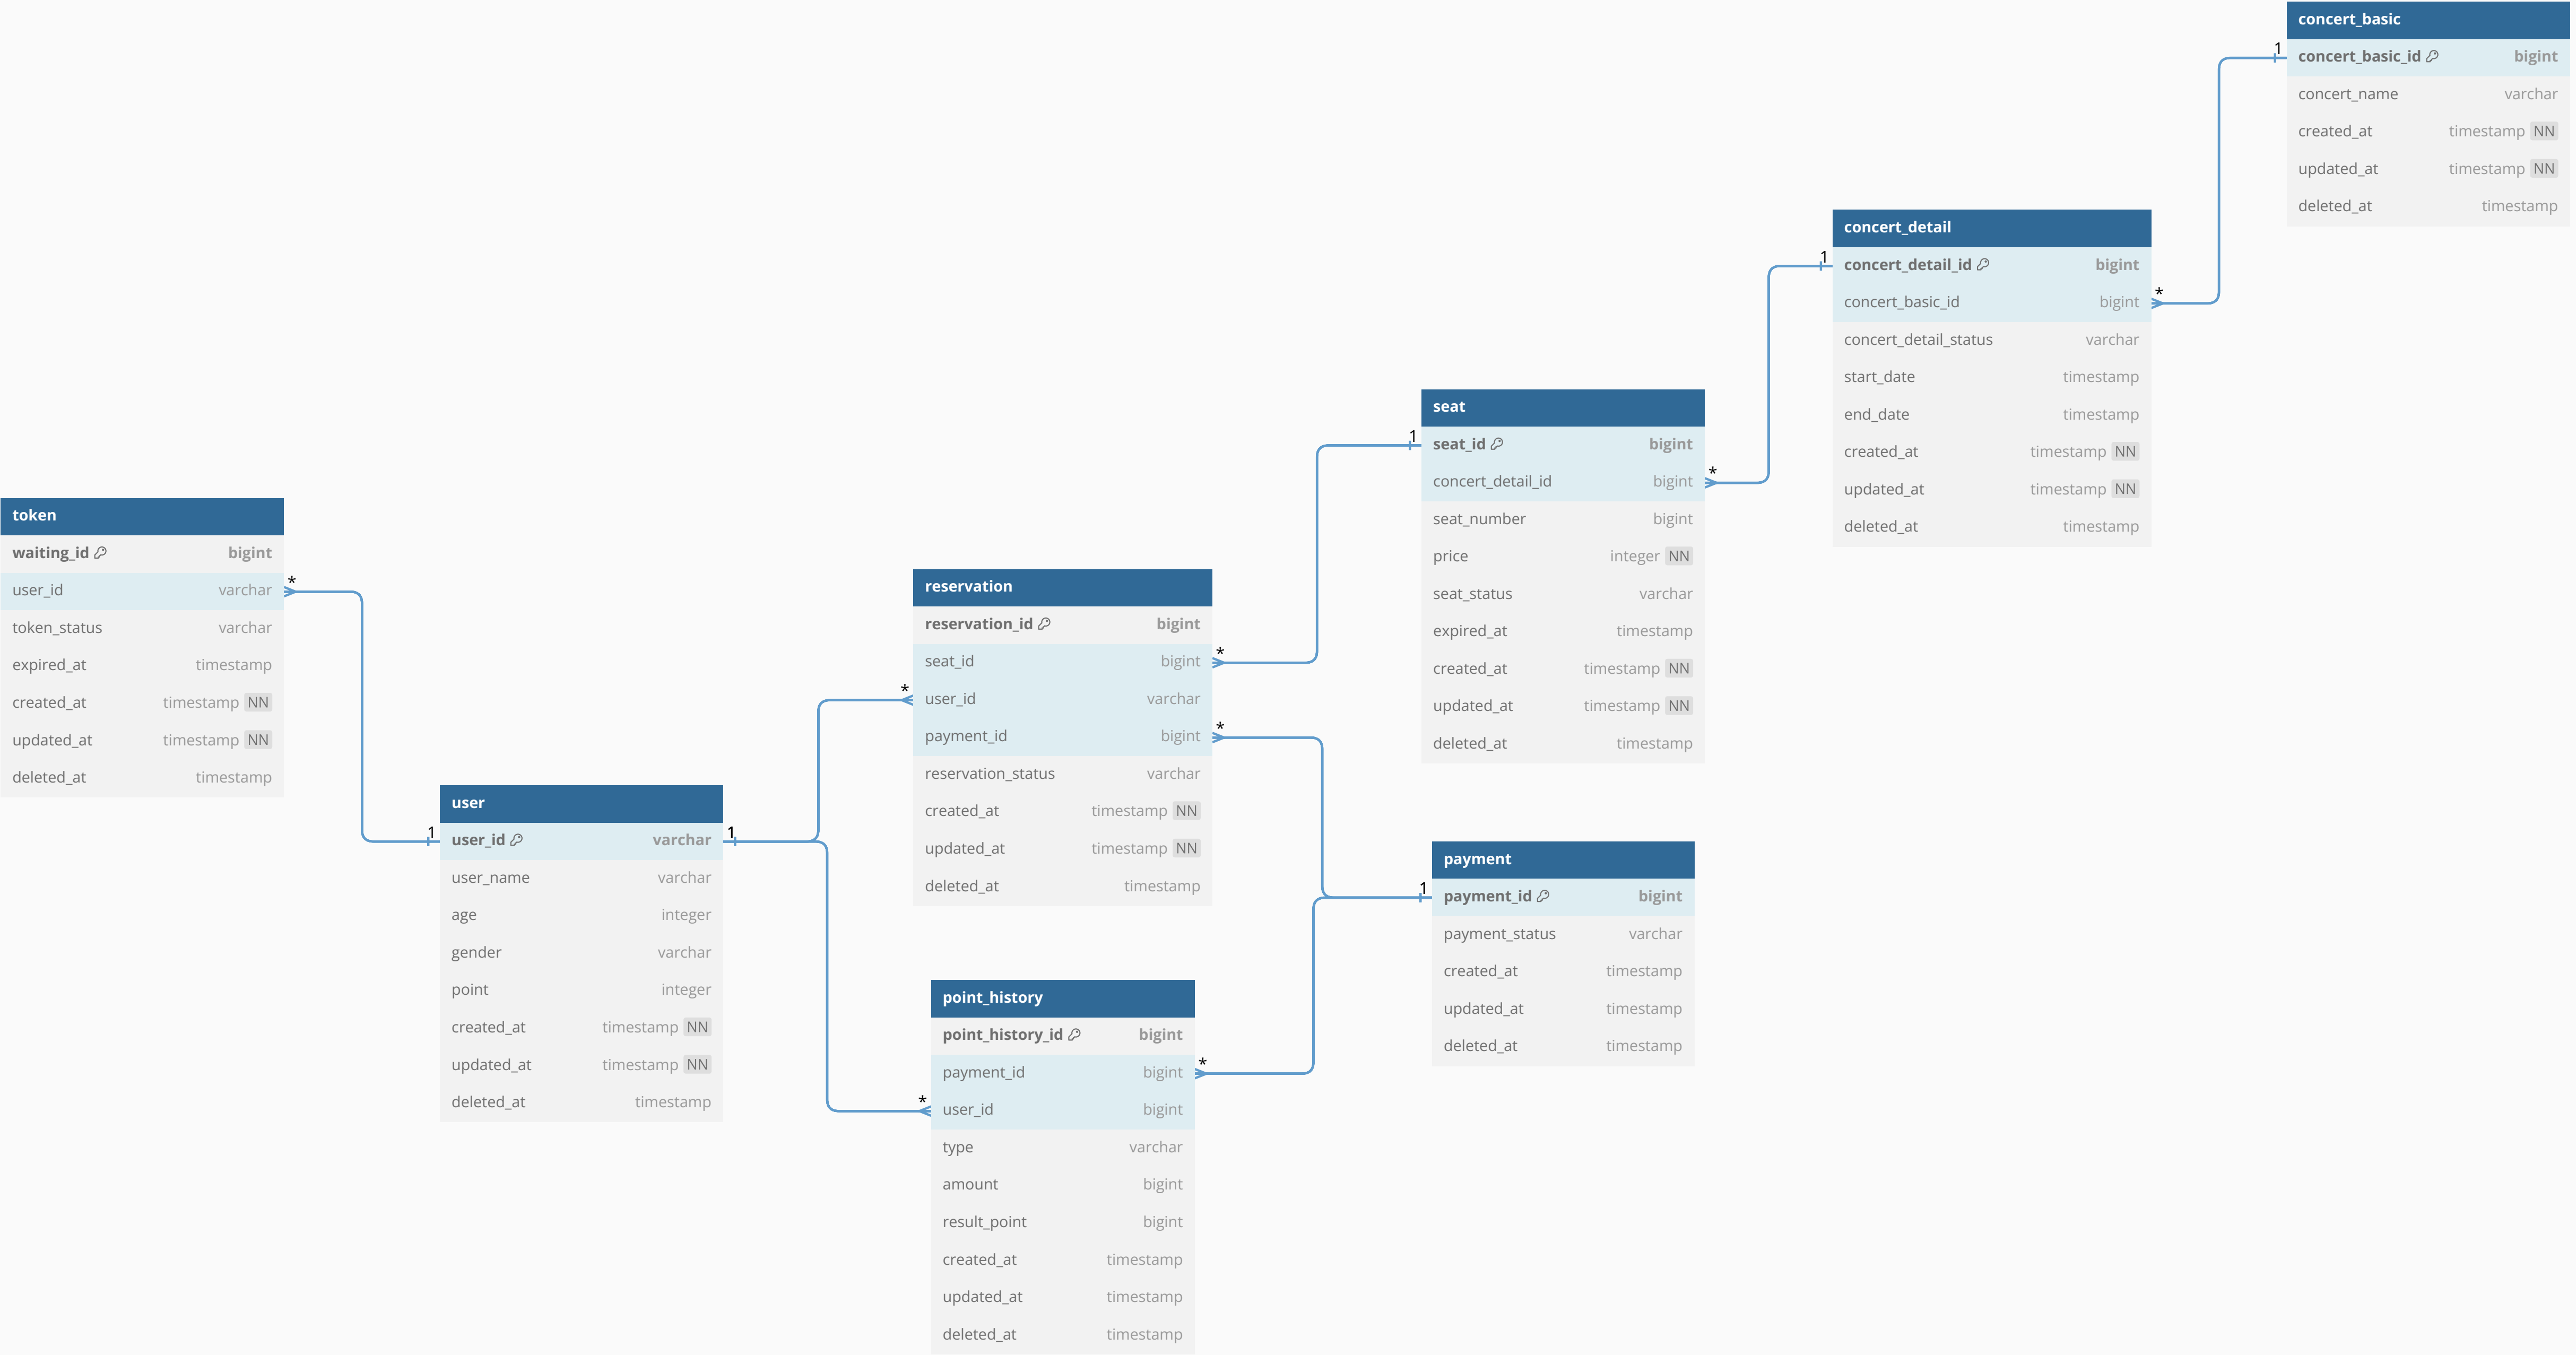 concert_basic
concert_basic_id bigint
concert_name varchar
created_at timestamp NN
updated_at timestamp NN
deleted_at timestamp
1
concert_detail
concert_detail_id bigint
concert_basic_id bigint
concert_detail_status varchar
start_date timestamp
end_date timestamp
created_at timestamp NN
updated_at timestamp NN
deleted_at timestamp
1
*
seat
seat_id bigint
concert_detail_id bigint
seat_number bigint
price integer NN
seat_status varchar
expired_at timestamp
created_at timestamp NN
updated_at timestamp NN
deleted_at timestamp
1
*
token
waiting_id bigint
user_id varchar
token_status varchar
expired_at timestamp
created_at timestamp NN
updated_at timestamp NN
deleted_at timestamp
*
reservation
reservation_id bigint
seat_id bigint
user_id varchar
payment_id bigint
reservation_status varchar
created_at timestamp NN
updated_at timestamp NN
deleted_at timestamp
*
*
*
user
user_id varchar
user_name varchar
age integer
gender varchar
point integer
created_at timestamp NN
updated_at timestamp NN
deleted_at timestamp
1
1
payment
payment_id bigint
payment_status varchar
created_at timestamp
updated_at timestamp
deleted_at timestamp
1
point_history
point_history_id bigint
payment_id bigint
user_id bigint
type varchar
amount bigint
result_point bigint
created_at timestamp
updated_at timestamp
deleted_at timestamp
*
*